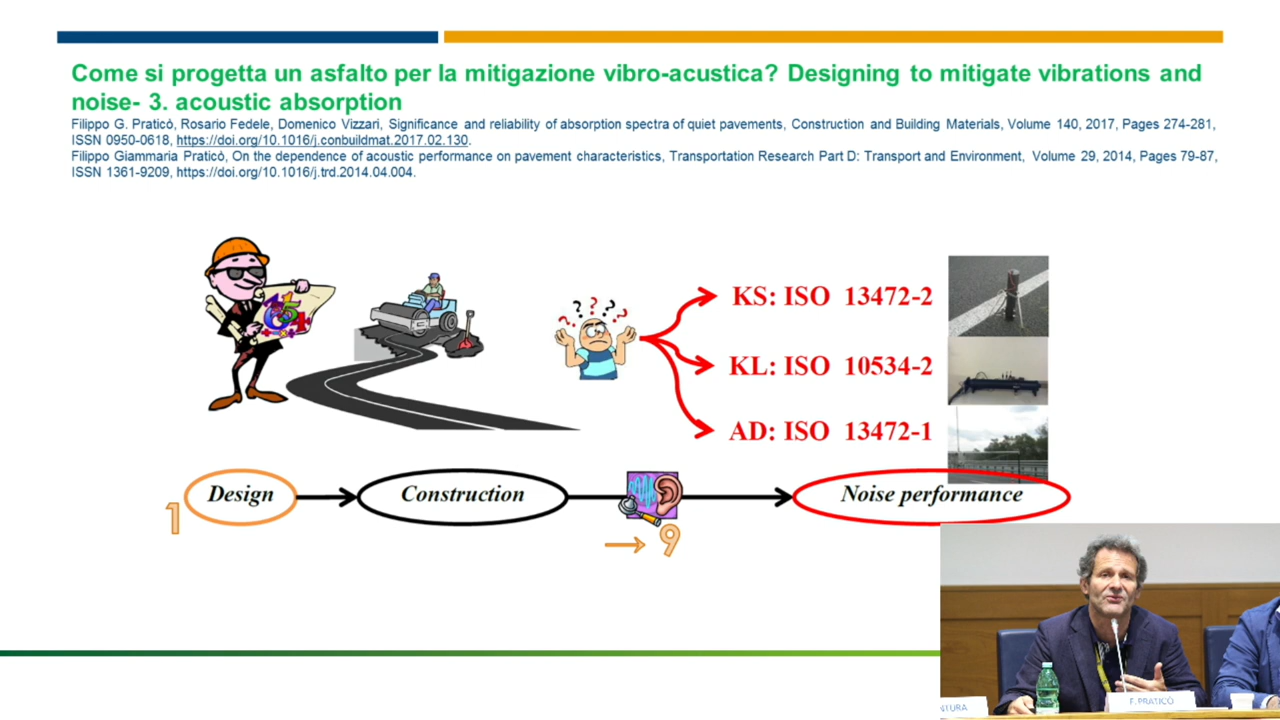 Come si progetta un asfalto per la mitigazione vibro-acustica? Designing to mitigate vibrations and
noise- 3. acoustic absorption
Filippo G. Praticò, Rosario Fedele, Domenico Vizzari, Significance and reliability of absorption spectra of quiet pavements, Construction and Building Materials, Volume 140, 2017, Pages 274-281,
ISSN 0950-0618, https://doi.org/10.1016/j.conbuildmat.2017.02.130.
Filippo Giammaria Praticò, On the dependence of acoustic performance on pavement characteristics, Transportation Research Part D: Transport and Environment, Volume 29, 2014, Pages 79-87,
ISSN 1361-9209, https://doi.org/10.1016/j.trd.2014.04.004.
KS: ISO 13472-2
KL: ISO 10534-2
AD: ISO 13472-1
Design
Construction
Noise performance
1
→ 9
NTURA
F. PRATICÒ